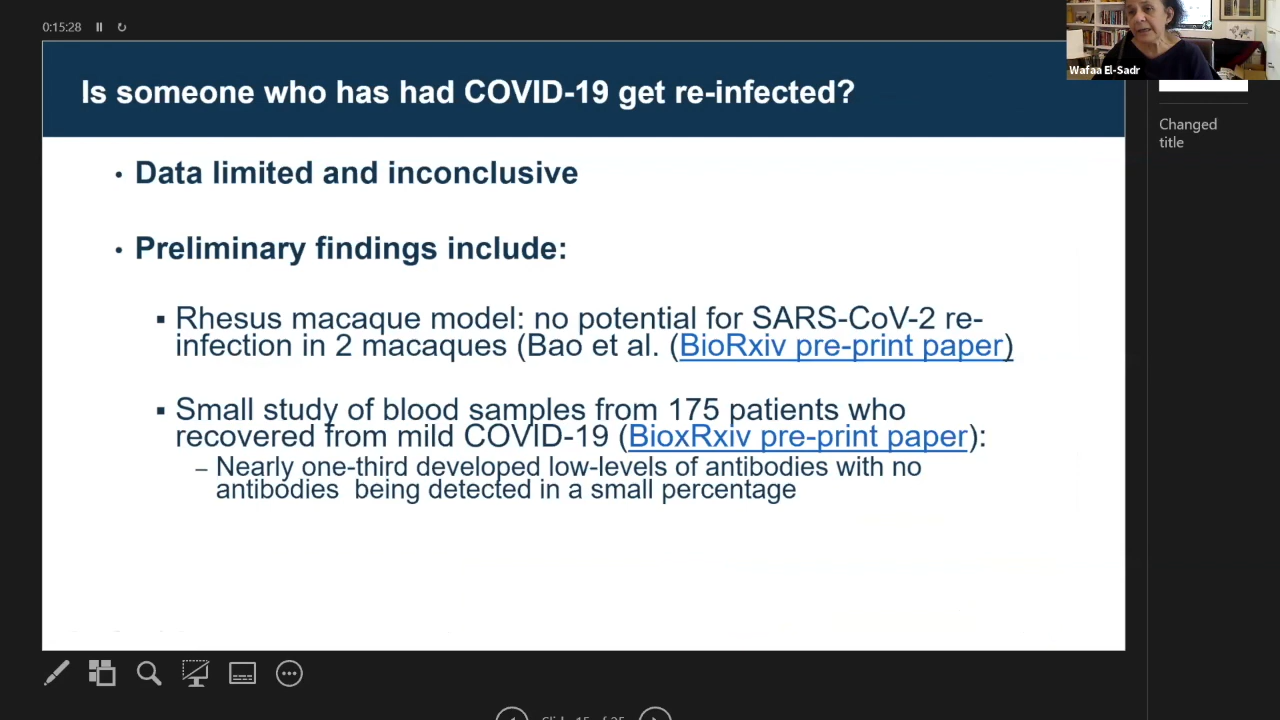 0:15:28
Wafaa El-Sadr
Is someone who has had COVID-19 get re-infected?
Changed
title
• Data limited and inconclusive
• Preliminary findings include:
▪ Rhesus macaque model: no potential for SARS-CoV-2 re-
infection in 2 macaques (Bao et al. (BioRxiv pre-print paper)
▪ Small study of blood samples from 175 patients who
recovered from mild COVID-19 (BioxRxiv pre-print paper):
– Nearly one-third developed low-levels of antibodies with no
antibodies being detected in a small percentage
Slide 15 of 25